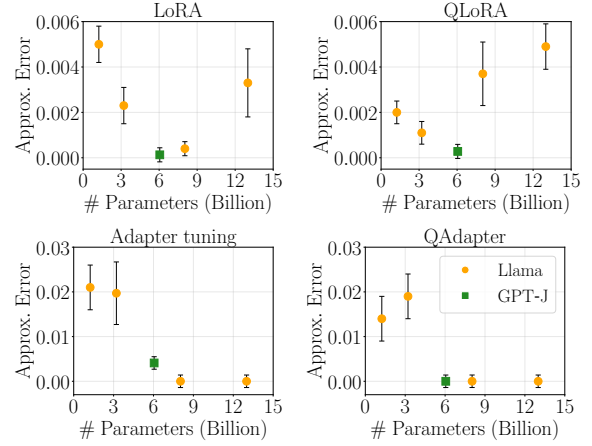 LoRA
QLoRA
0.006
0.004
0.002
0.000
Approx. Error
0 3 6 9 12 15
# Parameters (Billion)
0.006
0.004
0.002
0.000
Approx. Error
0 3 6 9 12 15
# Parameters (Billion)
Adapter tuning
QAdapter
0.03
0.02
0.01
0.00
Approx. Error
0 3 6 9 12 15
# Parameters (Billion)
0.03
0.02
0.01
0.00
Approx. Error
Llama
GPT-J
0 3 6 9 12 15
# Parameters (Billion)